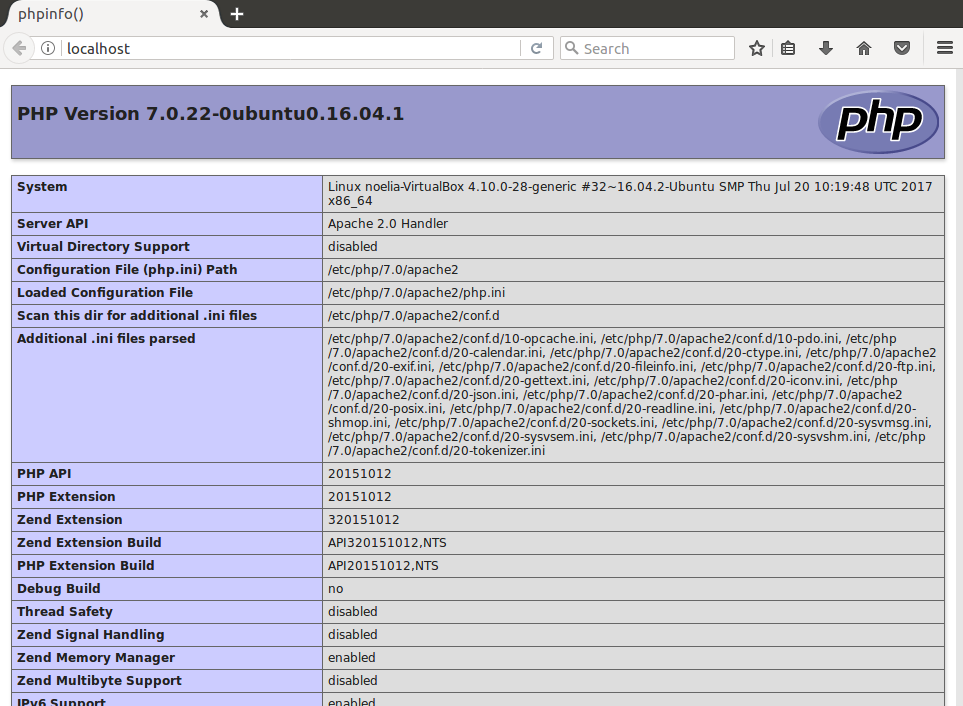 phpinfo()
localhost
Search
PHP Version 7.0.22-0ubuntu0.16.04.1
php
System Linux noelia-VirtualBox 4.10.0-28-generic #32~16.04.2-Ubuntu SMP Thu Jul 20 10:19:48 UTC 2017
x86_64
Server API Apache 2.0 Handler
Virtual Directory Support disabled
Configuration File (php.ini) Path /etc/php/7.0/apache2
Loaded Configuration File /etc/php/7.0/apache2/php.ini
Scan this dir for additional .ini files /etc/php/7.0/apache2/conf.d
Additional .ini files parsed /etc/php/7.0/apache2/conf.d/10-opcache.ini, /etc/php/7.0/apache2/conf.d/10-pdo.ini, /etc/php
/7.0/apache2/conf.d/20-calendar.ini, /etc/php/7.0/apache2/conf.d/20-ctype.ini, /etc/php/7.0/apache2
/conf.d/20-exif.ini, /etc/php/7.0/apache2/conf.d/20-fileinfo.ini, /etc/php/7.0/apache2/conf.d/20-ftp.ini,
/etc/php/7.0/apache2/conf.d/20-gettext.ini, /etc/php/7.0/apache2/conf.d/20-iconv.ini, /etc/php
/7.0/apache2/conf.d/20-json.ini, /etc/php/7.0/apache2/conf.d/20-phar.ini, /etc/php/7.0/apache2
/conf.d/20-posix.ini, /etc/php/7.0/apache2/conf.d/20-readline.ini, /etc/php/7.0/apache2/conf.d/20-
shmop.ini, /etc/php/7.0/apache2/conf.d/20-sockets.ini, /etc/php/7.0/apache2/conf.d/20-sysvmsg.ini,
/etc/php/7.0/apache2/conf.d/20-sysvsem.ini, /etc/php/7.0/apache2/conf.d/20-sysvshm.ini, /etc/php
/7.0/apache2/conf.d/20-tokenizer.ini
PHP API 20151012
PHP Extension 20151012
Zend Extension 320151012
Zend Extension Build API320151012,NTS
PHP Extension Build API20151012,NTS
Debug Build no
Thread Safety disabled
Zend Signal Handling disabled
Zend Memory Manager enabled
Zend Multibyte Support disabled
IPv6 Support enabled